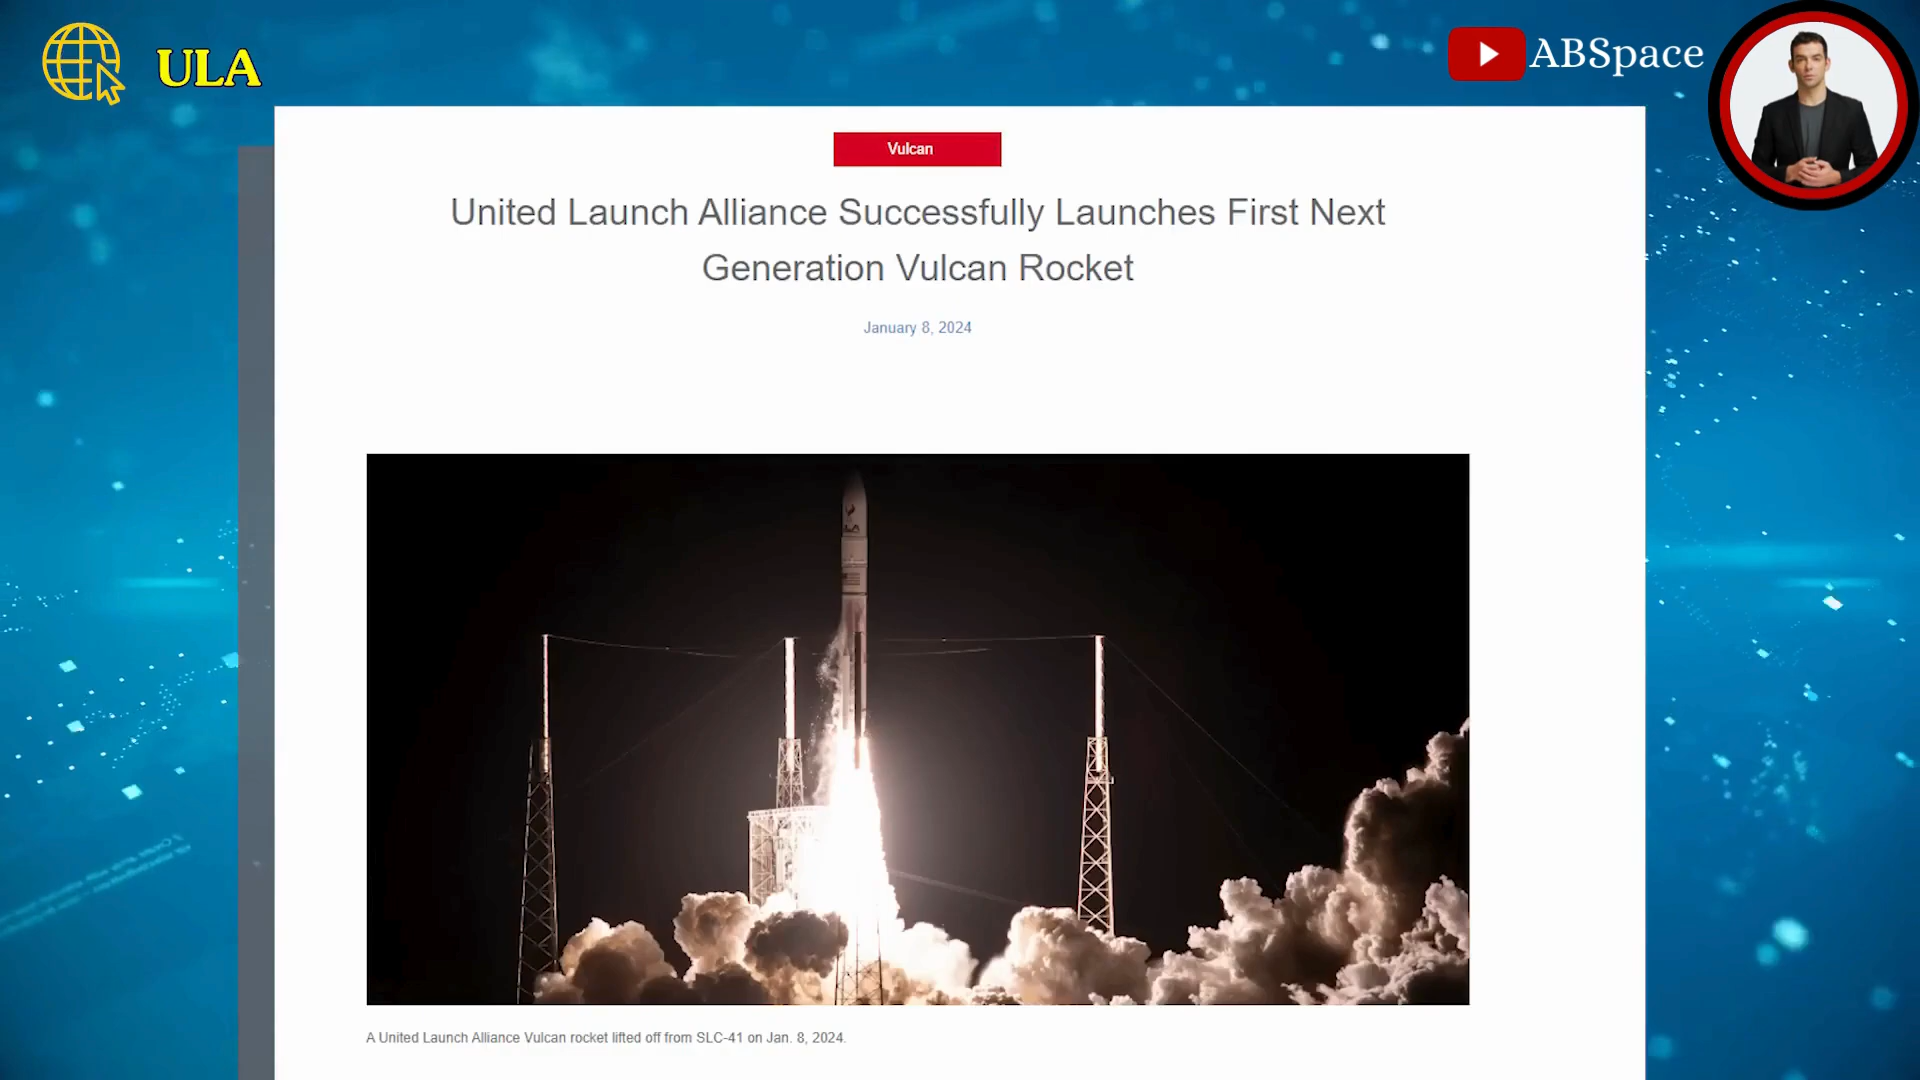 ULA
ABSpace
Vulcan
United Launch Alliance Successfully Launches First Next
Generation Vulcan Rocket
January 8, 2024
A United Launch Alliance Vulcan rocket lifted off from SLC-41 on Jan. 8, 2024.